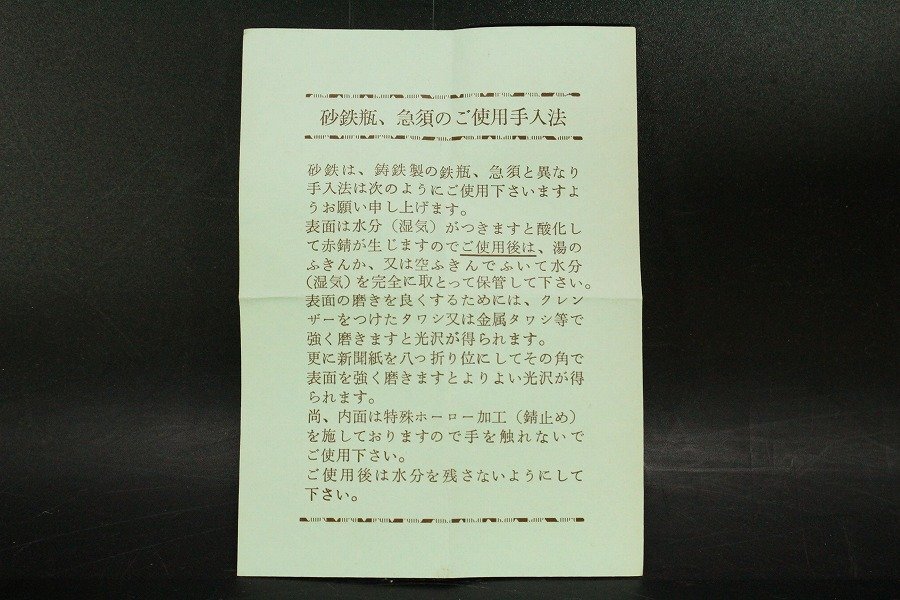 砂鉄瓶、急須のご使用手入法
砂鉄は、鋳鉄製の鉄瓶、急須と異なり
手入法は次のようにご使用下さいますよ
うお願い申し上げます。
表面は水分（湿気）がつきますと酸化し
て赤錆が生じますのでご使用後は、湯の
ふきんか、又は空ふきんでふいて水分
（湿気）を完全に取とって保管して下さい。
表面の磨きを良くするためには、クレン
ザーをつけたタワシ又は金属タワシ等で
強く磨きますと光沢が得られます。
更に新聞紙を八っ折り位にしてその角で
表面を強く磨きますとよりよい光沢が得
られます。
尚、内面は特殊ホーロー加工（錆止め）
を施しておりますので手を触れないで
ご使用下さい。
ご使用後は水分を残さないようにして
下さい。